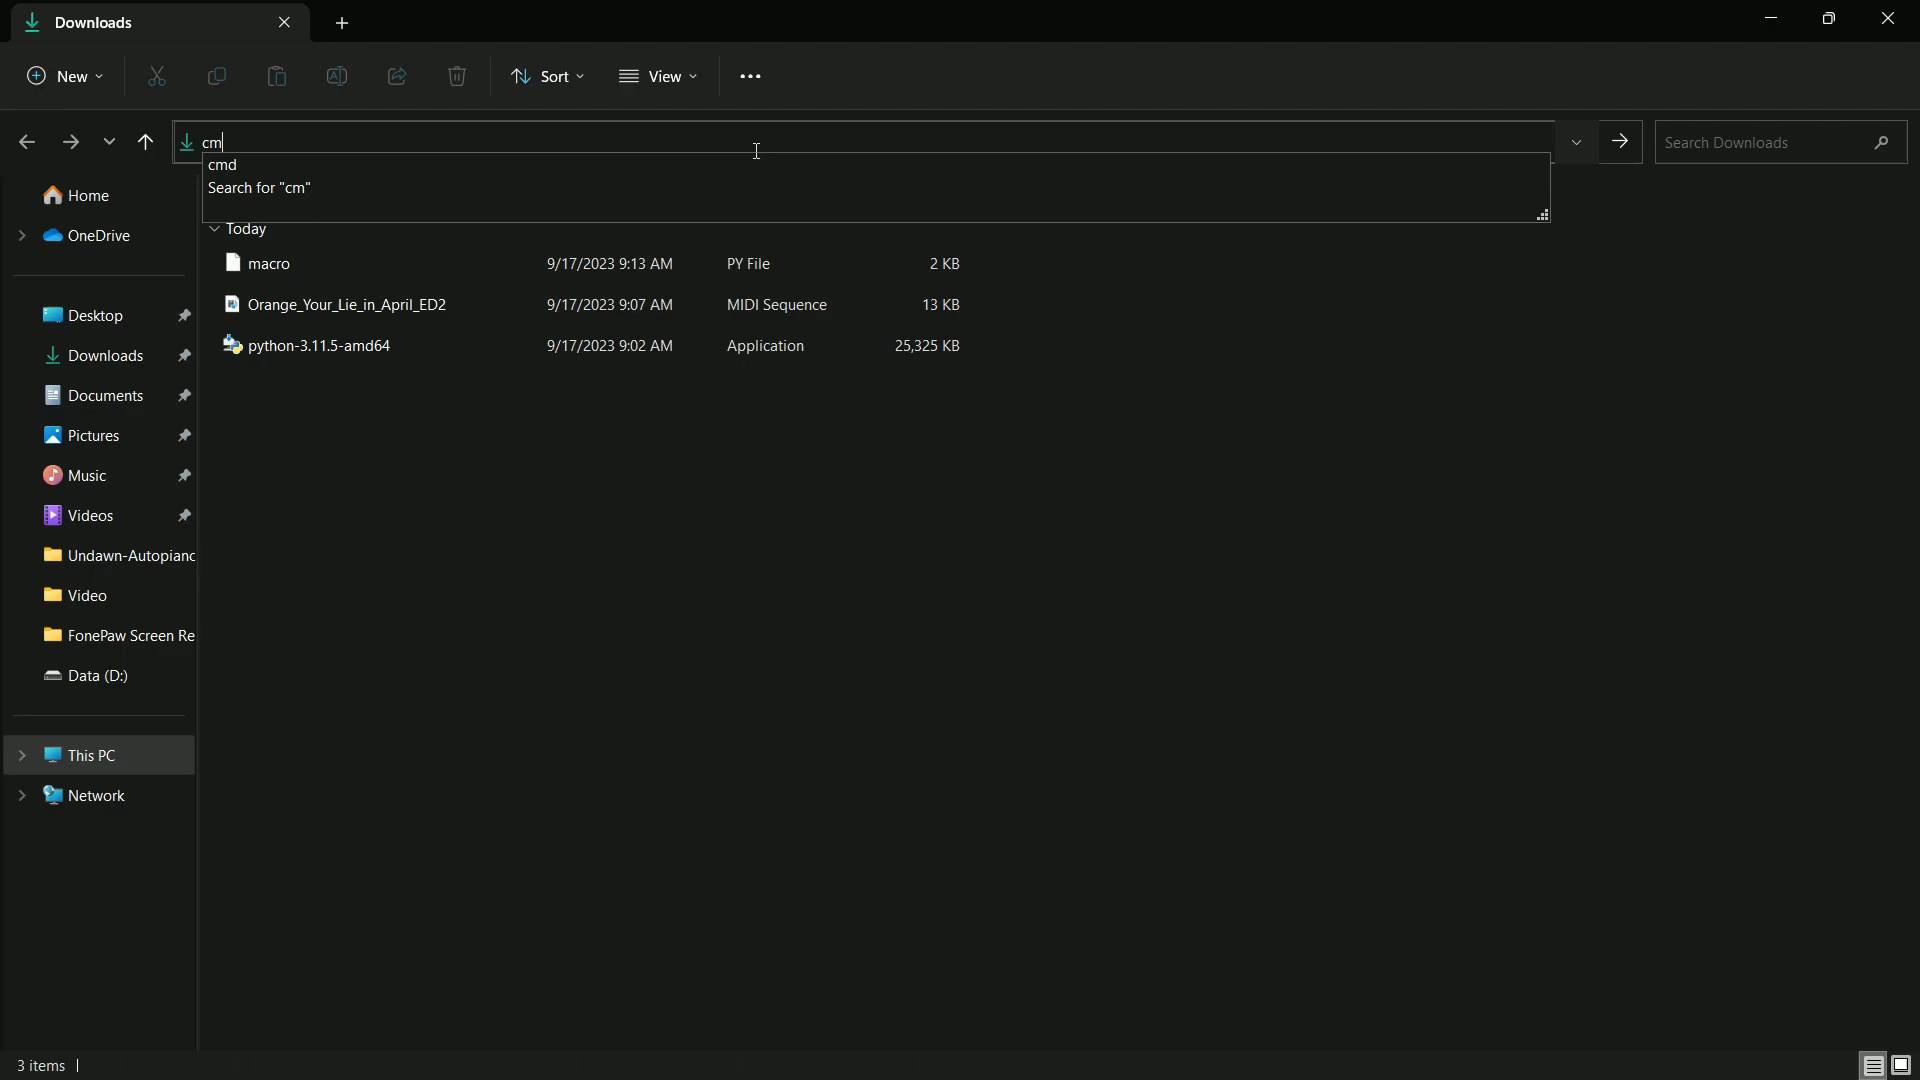 Downloads
New
Sort
View
cm
Search Downloads
cmd
Search for "cm"
Home
OneDrive
Desktop
Downloads
Documents
Pictures
Music
Videos
Undawn-Autopianc
Video
FonePaw Screen Re
Data (D:)
This PC
Network
Today
macro 9/17/2023 9:13 AM PY File 2 KB
Orange_Your_Lie_in_April_ED2 9/17/2023 9:07 AM MIDI Sequence 13 KB
python-3.11.5-amd64 9/17/2023 9:02 AM Application 25,325 KB
3 items